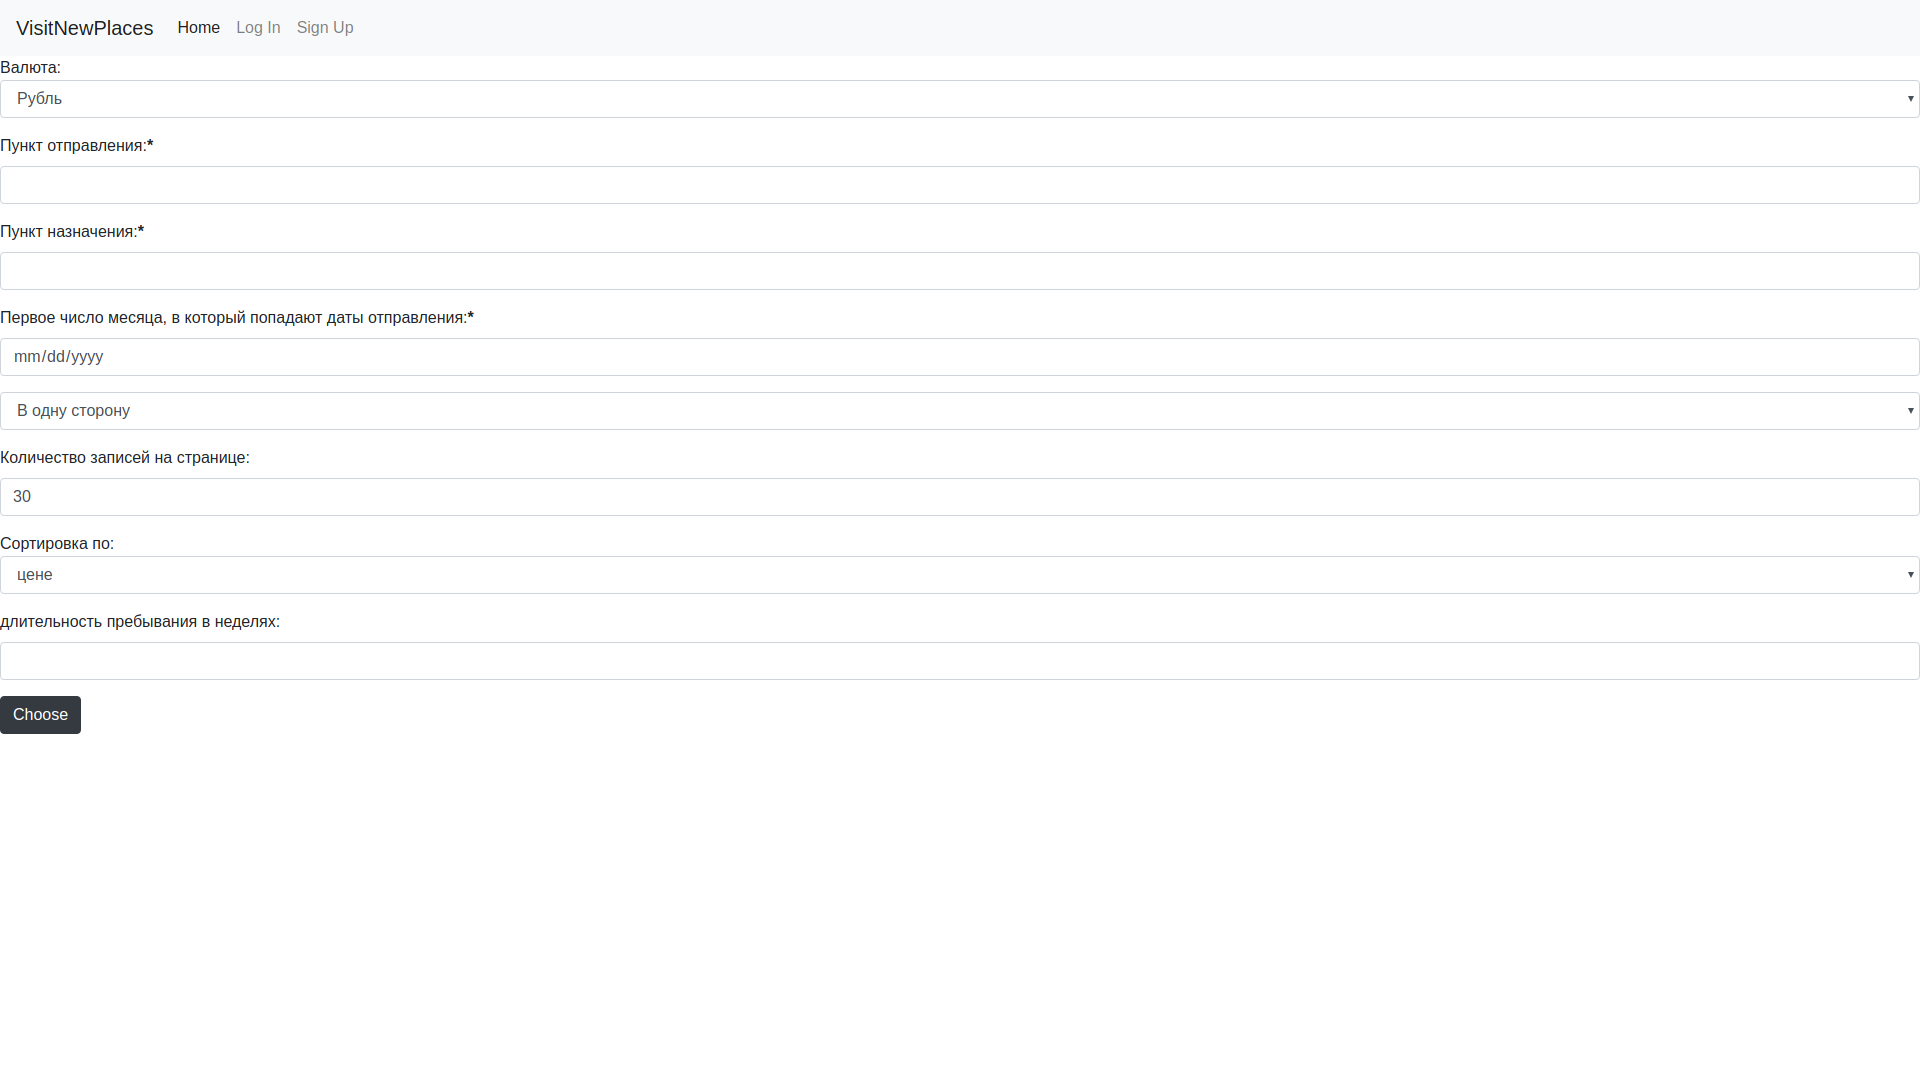 VisitNewPlaces Home Log In Sign Up
Валюта:
Рубль
Пункт отправления:*
Пункт назначения:*
Первое число месяца, в который попадают даты отправления:*
mm/dd/yyyy
В одну сторону
Количество записей на странице:
30
Сортировка по:
цене
длительность пребывания в неделях:
Choose